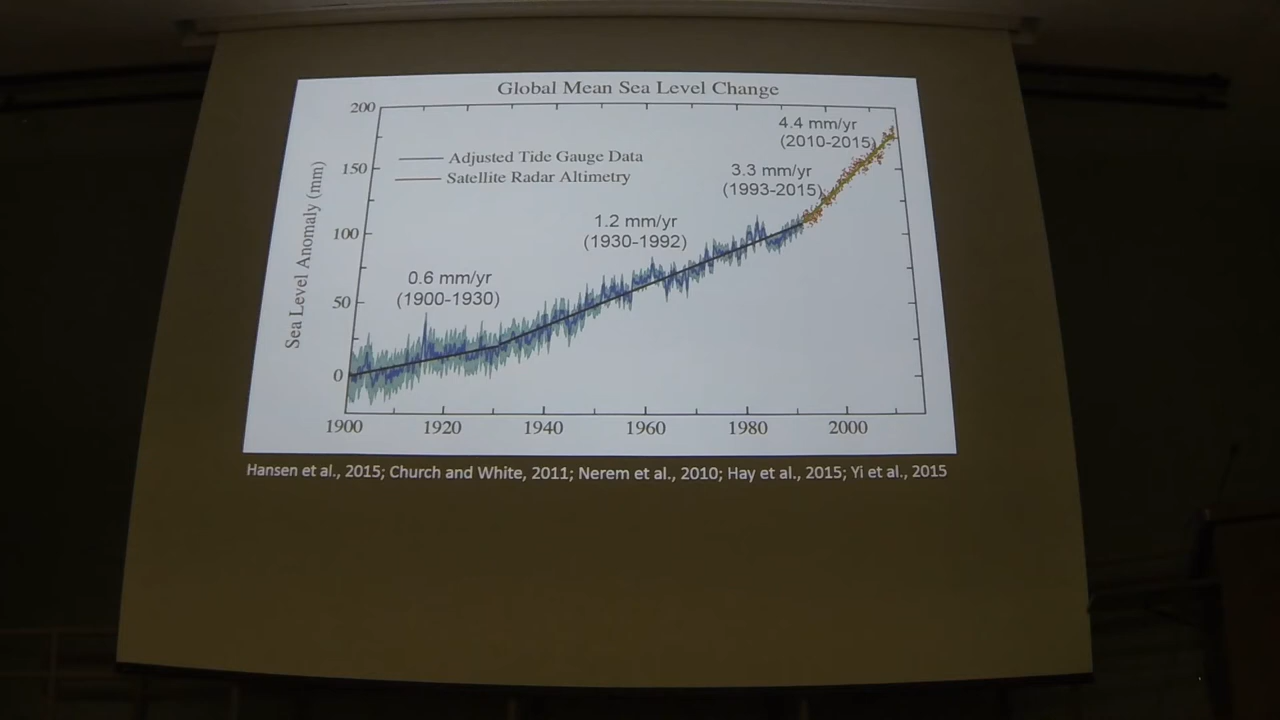 Global Mean Sea Level Change
200
150
100
50
0
Sea Level Anomaly (mm)
Adjusted Tide Gauge Data
Satellite Radar Altimetry
4.4 mm/yr
(2010-2015)
3.3 mm/yr
(1993-2015)
1.2 mm/yr
(1930-1992)
0.6 mm/yr
(1900-1930)
1900 1920 1940 1960 1980 2000
Hansen et al., 2015; Church and White, 2011; Nerem et al., 2010; Hay et al., 2015; Yi et al., 2015